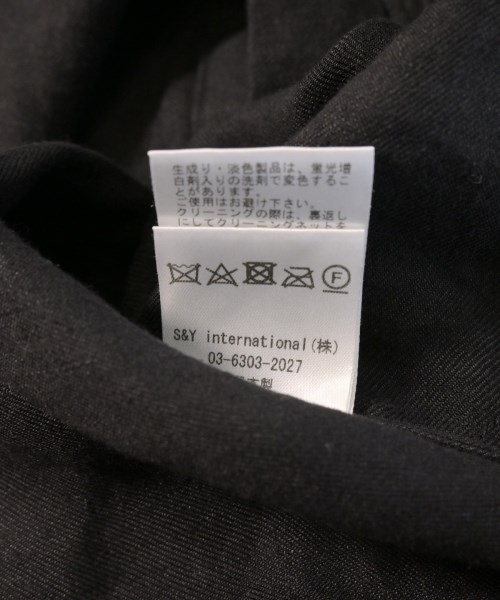 生成り・淡色製品は、蛍光増
白剤入りの洗剤で変色するこ
とがあります。
ご使用はお避け下さい。
クリーニングの際は、裏返し
にしてクリーニングネットを
F
S&Y international(株)
03-6303-2027
本製